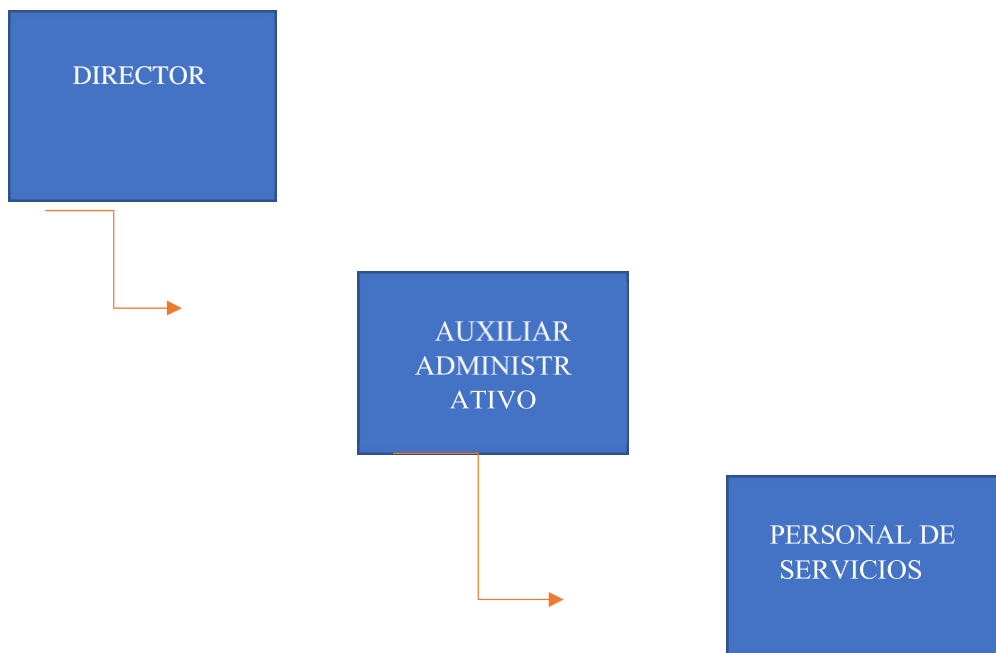 DIRECTOR
AUXILIAR
ADMINISTR
ATIVO
PERSONAL DE
SERVICIOS